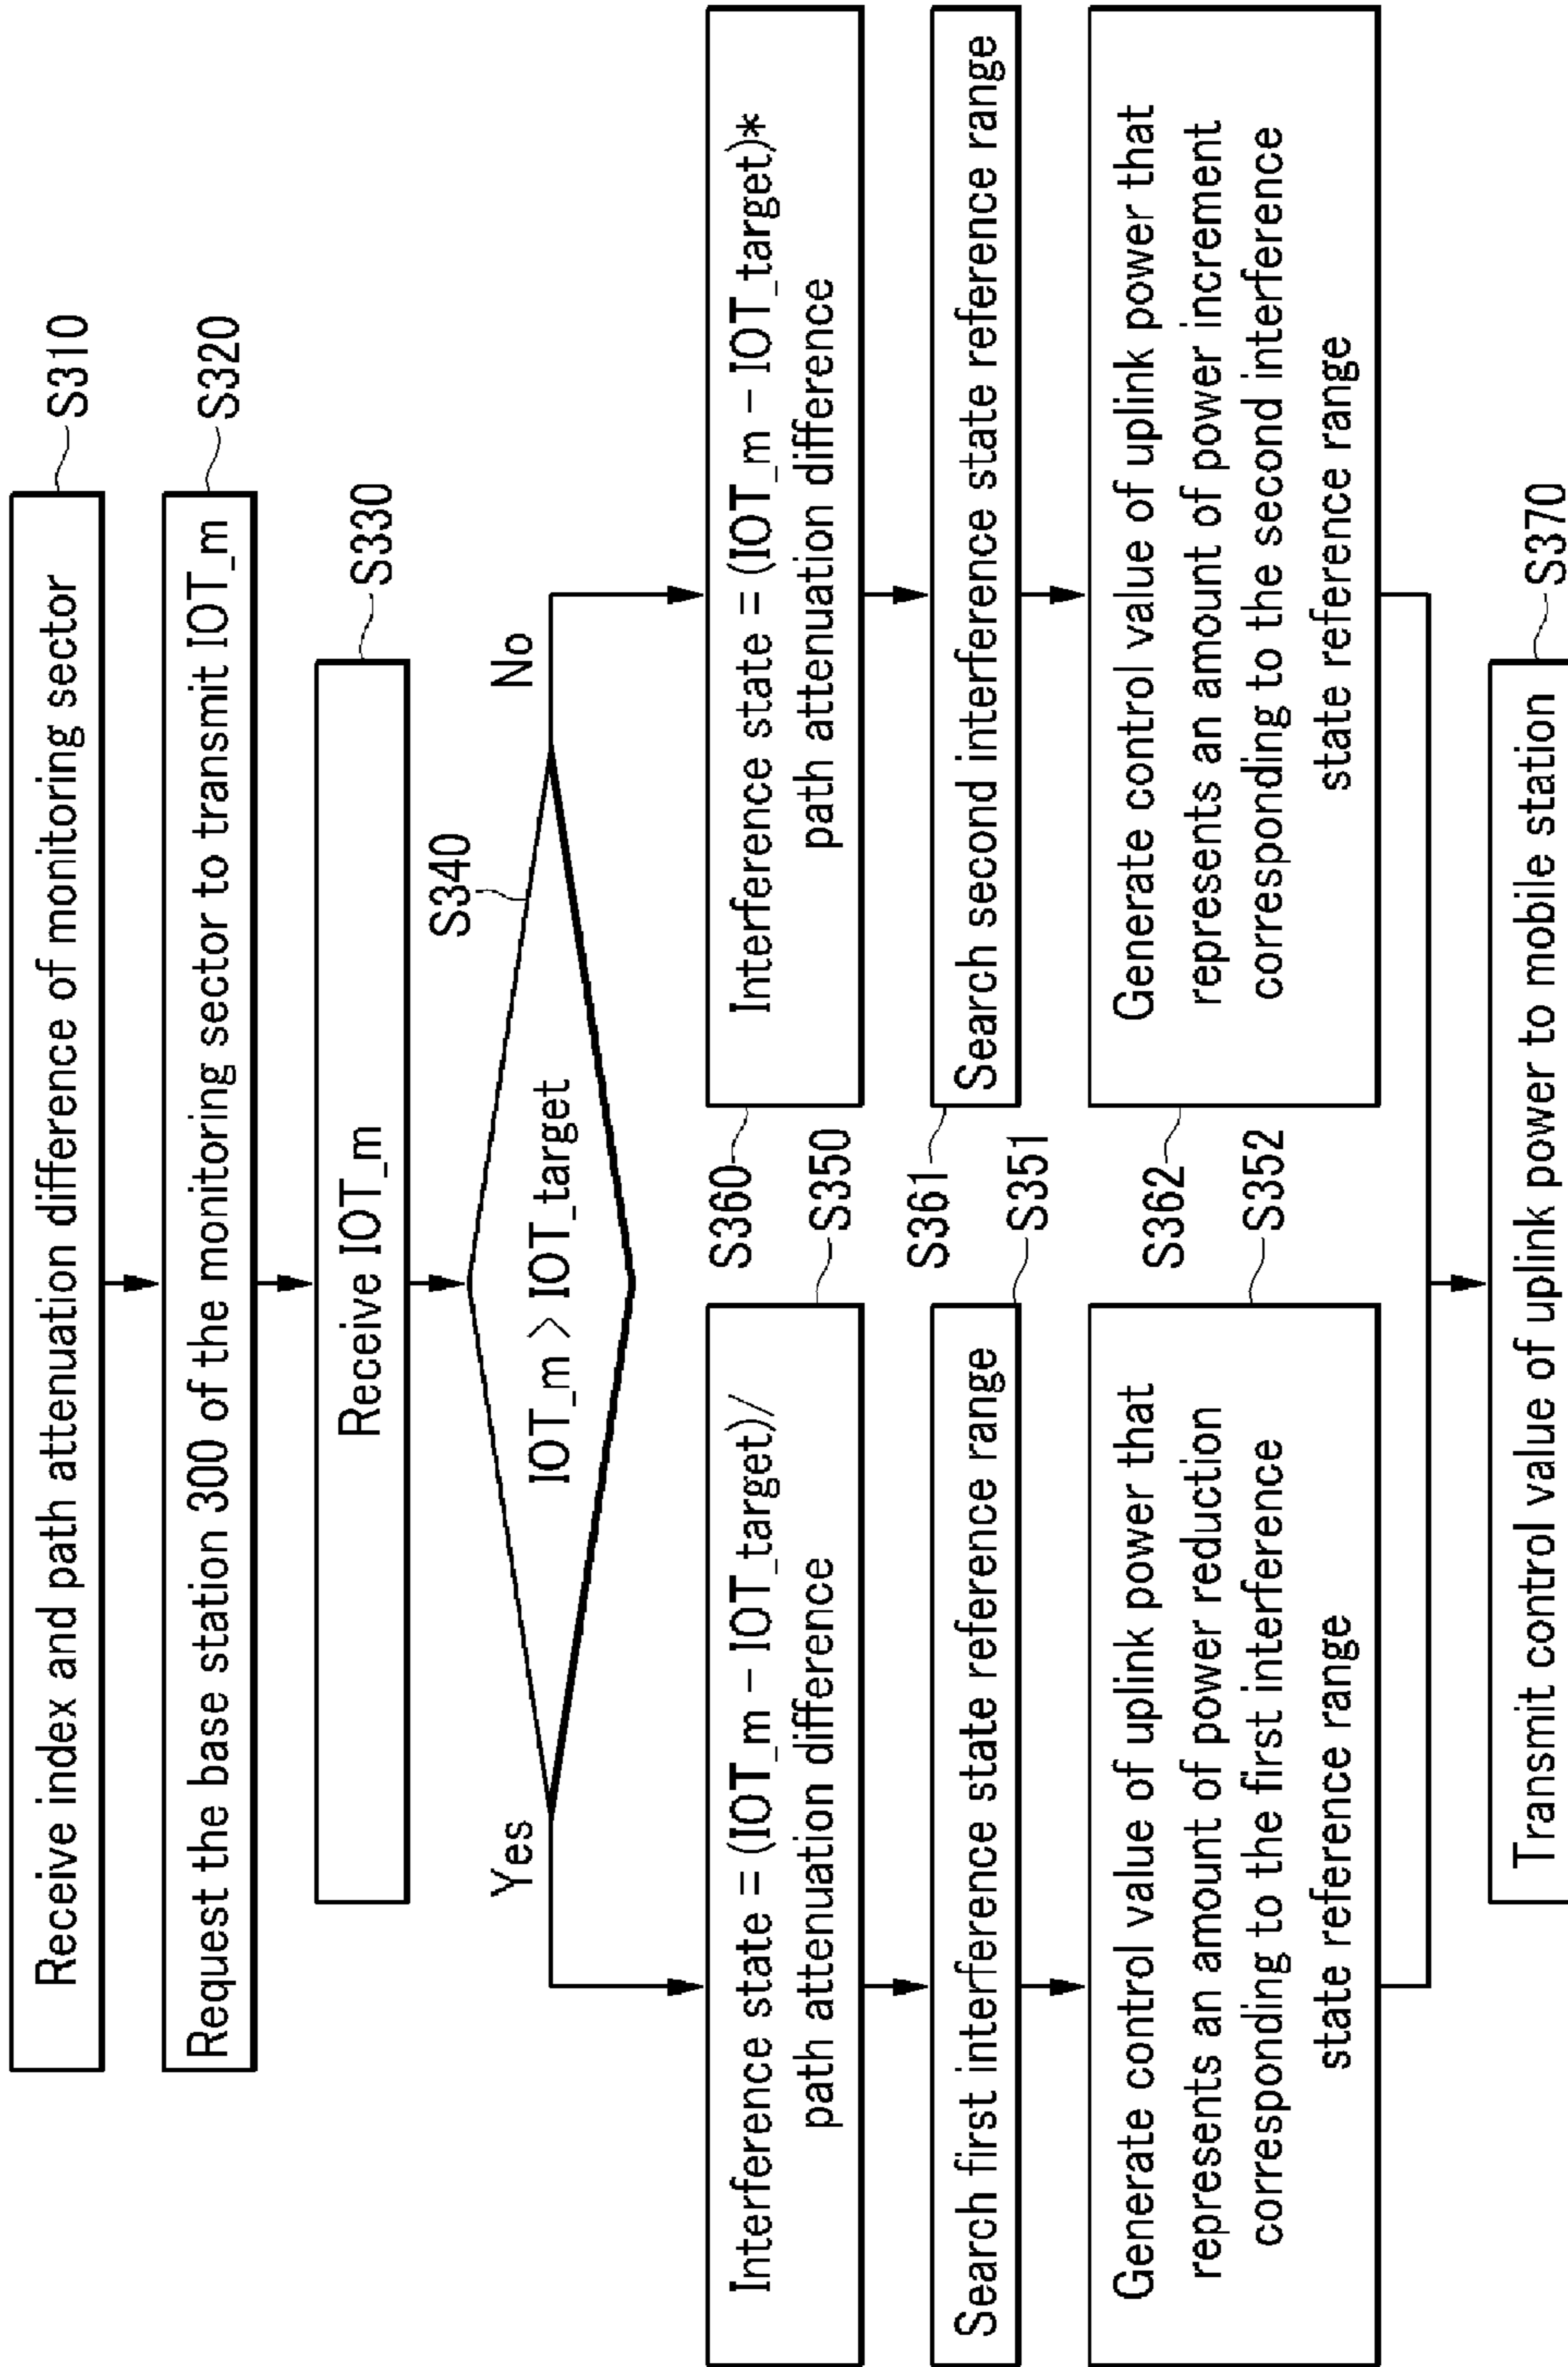 Receive index and path attenuation difference of monitoring sector
S310
Request the base station 300 of the monitoring sector to transmit IOT_m
S320
Receive IOT_m
S330
S340
IOT_m > IOT_target
Yes
No
Interference state = (IOT_m - IOT_target)/
path attenuation difference
S350
Search first interference state reference range
S351
Generate control value of uplink power that
represents an amount of power reduction
corresponding to the first interference
state reference range
S352
S360
Interference state = (IOT_m - IOT_target)*
path attenuation difference
S361
Search second interference state reference range
S362
Generate control value of uplink power that
represents an amount of power increment
corresponding to the second interference
state reference range
Transmit control value of uplink power to mobile station
S370